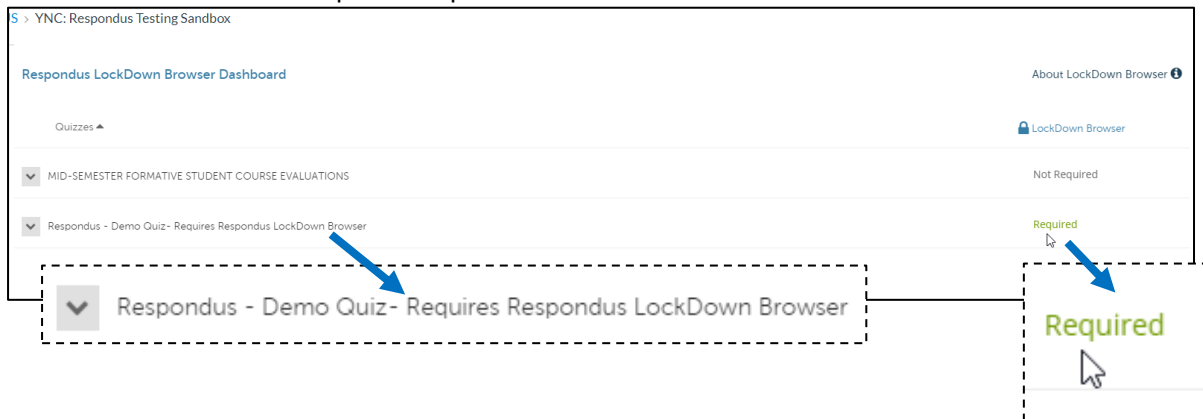 S > YNC: Respondus Testing Sandbox
Respondus LockDown Browser Dashboard
About LockDown Browser
Quizzes
LockDown Browser
MID-SEMESTER FORMATIVE STUDENT COURSE EVALUATIONS
Not Required
Respondus - Demo Quiz- Requires Respondus LockDown Browser
Required
Respondus - Demo Quiz- Requires Respondus LockDown Browser
Required